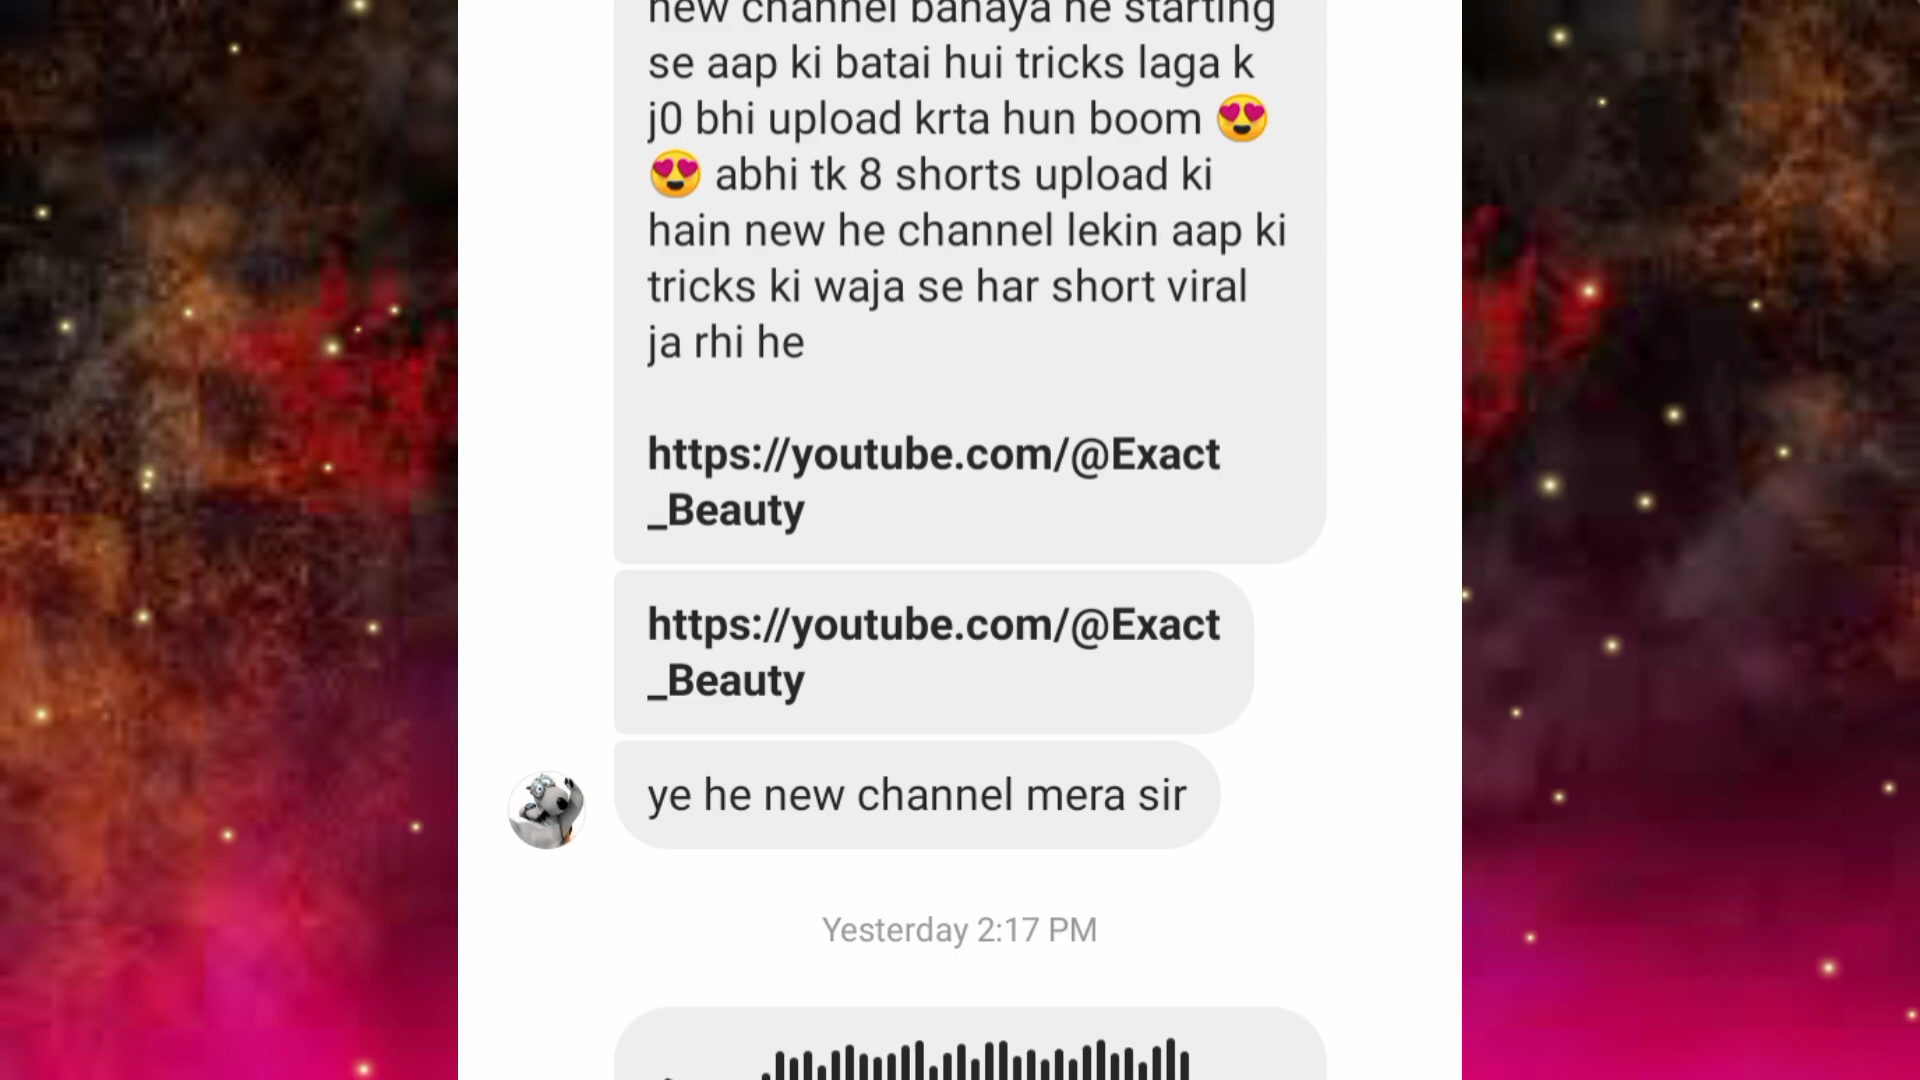 new channel banaya he starting
se aap ki batai hui tricks laga k
j0 bhi upload krta hun boom 😍
😍 abhi tk 8 shorts upload ki
hain new he channel lekin aap ki
tricks ki waja se har short viral
ja rhi he
https://youtube.com/@Exact
_Beauty
https://youtube.com/@Exact
_Beauty
ye he new channel mera sir
Yesterday 2:17 PM